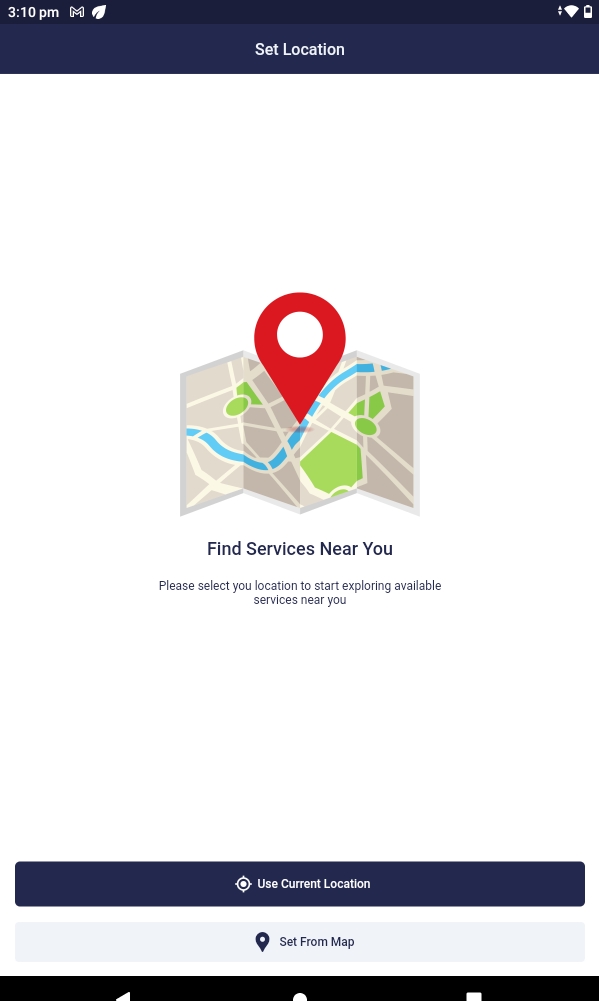 3:10 pm
Set Location
Find Services Near You
Please select you location to start exploring available
services near you
Use Current Location
Set From Map